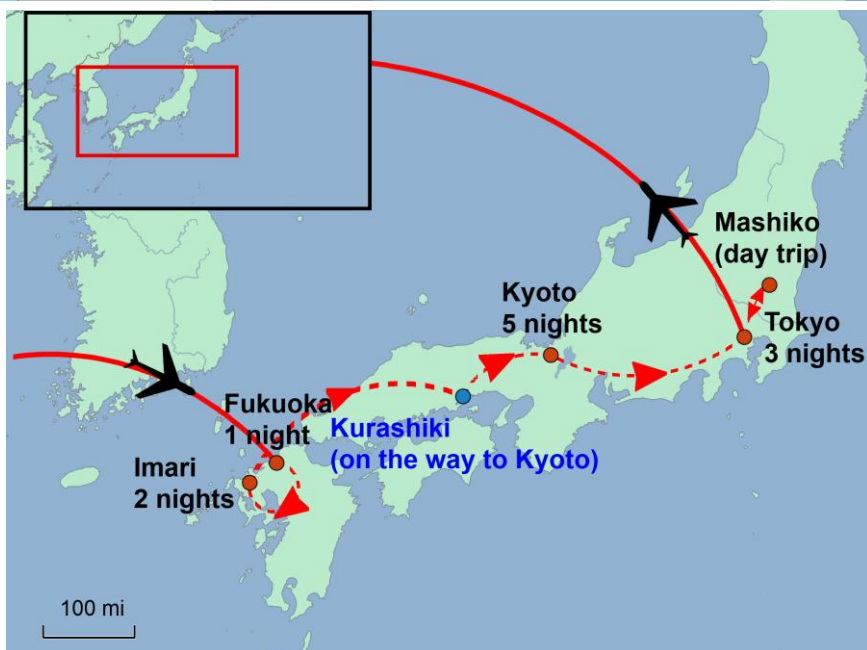 Mashiko
(day trip)
Kyoto
5 nights
Tokyo
3 nights
Fukuoka
1 night
Kurashiki
(on the way to Kyoto)
Imari
2 nights
100 mi